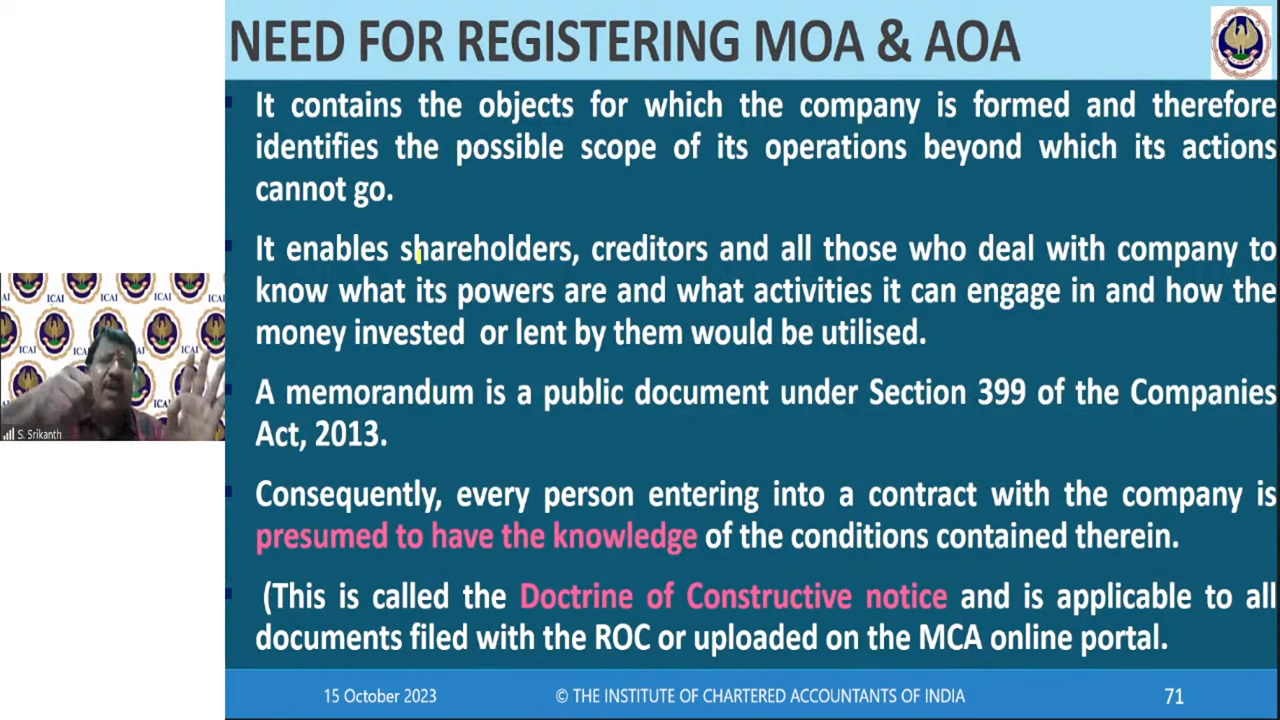 NEED FOR REGISTERING MOA & AOA
It contains the objects for which the company is formed and therefore
identifies the possible scope of its operations beyond which its actions
cannot go.
It enables shareholders, creditors and all those who deal with company to
know what its powers are and what activities it can engage in and how the
money invested or lent by them would be utilised.
A memorandum is a public document under Section 399 of the Companies
Act, 2013.
Consequently, every person entering into a contract with the company is
presumed to have the knowledge of the conditions contained therein.
(This is called the Doctrine of Constructive notice and is applicable to all
documents filed with the ROC or uploaded on the MCA online portal.
ICAI
ICAI
ICAI
S. Srikanth
15 October 2023 © THE INSTITUTE OF CHARTERED ACCOUNTANTS OF INDIA 71